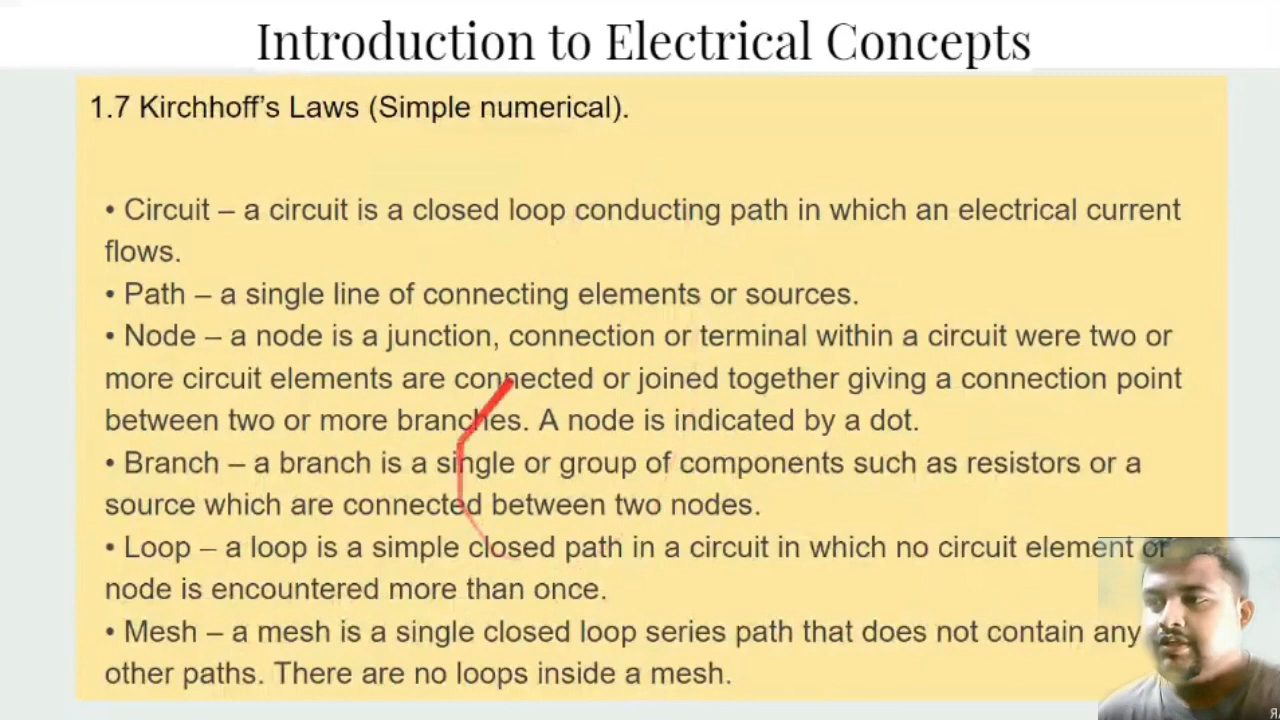 Introduction to Electrical Concepts
1.7 Kirchhoff's Laws (Simple numerical).
• Circuit – a circuit is a closed loop conducting path in which an electrical current
flows.
• Path – a single line of connecting elements or sources.
• Node – a node is a junction, connection or terminal within a circuit were two or
more circuit elements are connected or joined together giving a connection point
between two or more branches. A node is indicated by a dot.
• Branch – a branch is a single or group of components such as resistors or a
source which are connected between two nodes.
• Loop – a loop is a simple closed path in a circuit in which no circuit element or
node is encountered more than once.
• Mesh – a mesh is a single closed loop series path that does not contain any
other paths. There are no loops inside a mesh.